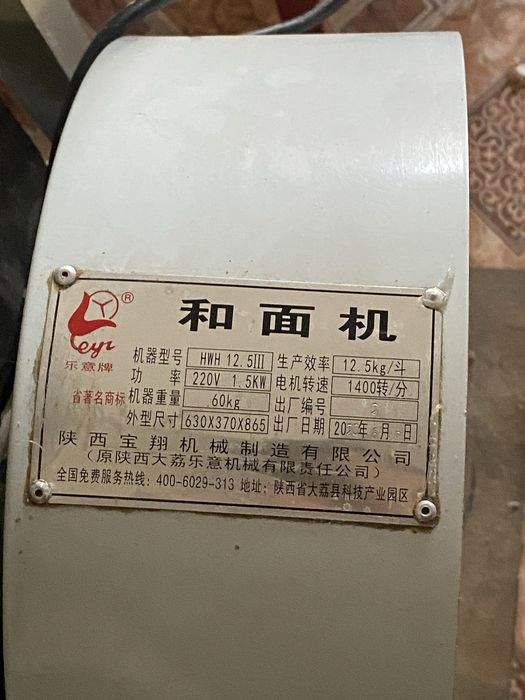 和面机
R
Leyi
乐意牌
省著名商标
机器型号 HWH 12.5III 生产效率 12.5kg/斗
功率 220V 1.5KW 电机转速 1400转/分
机器重量 60kg 出厂编号
外型尺寸 630X370X865 出厂日期 20 年 月 日
陕西宝翔机械制造有限公司
(原陕西大荔乐意机械有限责任公司)
全国免费服务热线: 400-6029-313 地址: 陕西省大荔县科技产业园区